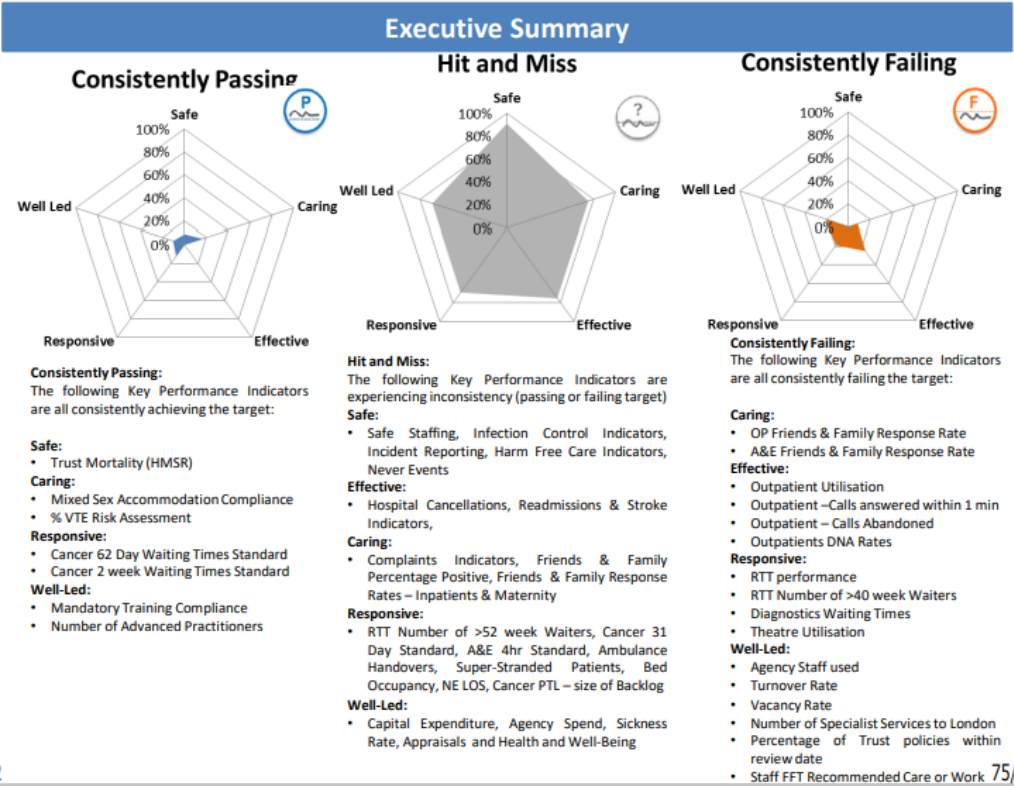 Executive Summary
Consistently Passing
P
Safe
100%
80%
60%
40%
20%
0%
Well Led
Caring
Responsive
Effective
Consistently Passing:
The following Key Performance Indicators
are all consistently achieving the target:
Safe:
• Trust Mortality (HMSR)
Caring:
• Mixed Sex Accommodation Compliance
• % VTE Risk Assessment
Responsive:
• Cancer 62 Day Waiting Times Standard
• Cancer 2 week Waiting Times Standard
Well-Led:
• Mandatory Training Compliance
• Number of Advanced Practitioners
Hit and Miss
?
Safe
100%
80%
60%
40%
20%
0%
Well Led
Caring
Responsive
Effective
Hit and Miss:
The following Key Performance Indicators are
experiencing inconsistency (passing or failing target)
Safe:
• Safe Staffing, Infection Control Indicators,
Incident Reporting, Harm Free Care Indicators,
Never Events
Effective:
• Hospital Cancellations, Readmissions & Stroke
Indicators,
Caring:
• Complaints Indicators, Friends & Family
Percentage Positive, Friends & Family Response
Rates – Inpatients & Maternity
Responsive:
• RTT Number of >52 week Waiters, Cancer 31
Day Standard, A&E 4hr Standard, Ambulance
Handovers, Super-Stranded Patients, Bed
Occupancy, NE LOS, Cancer PTL – size of Backlog
Well-Led:
• Capital Expenditure, Agency Spend, Sickness
Rate, Appraisals and Health and Well-Being
Consistently Failing
F
Safe
100%
80%
60%
40%
20%
0%
Well Led
Caring
Responsive
Effective
Consistently Failing:
The following Key Performance Indicators
are all consistently failing the target:
Caring:
• OP Friends & Family Response Rate
• A&E Friends & Family Response Rate
Effective:
• Outpatient Utilisation
• Outpatient –Calls answered within 1 min
• Outpatient – Calls Abandoned
• Outpatients DNA Rates
Responsive:
• RTT performance
• RTT Number of >40 week Waiters
• Diagnostics Waiting Times
• Theatre Utilisation
Well-Led:
• Agency Staff used
• Turnover Rate
• Vacancy Rate
• Number of Specialist Services to London
• Percentage of Trust policies within
review date
• Staff FFT Recommended Care or Work
75/